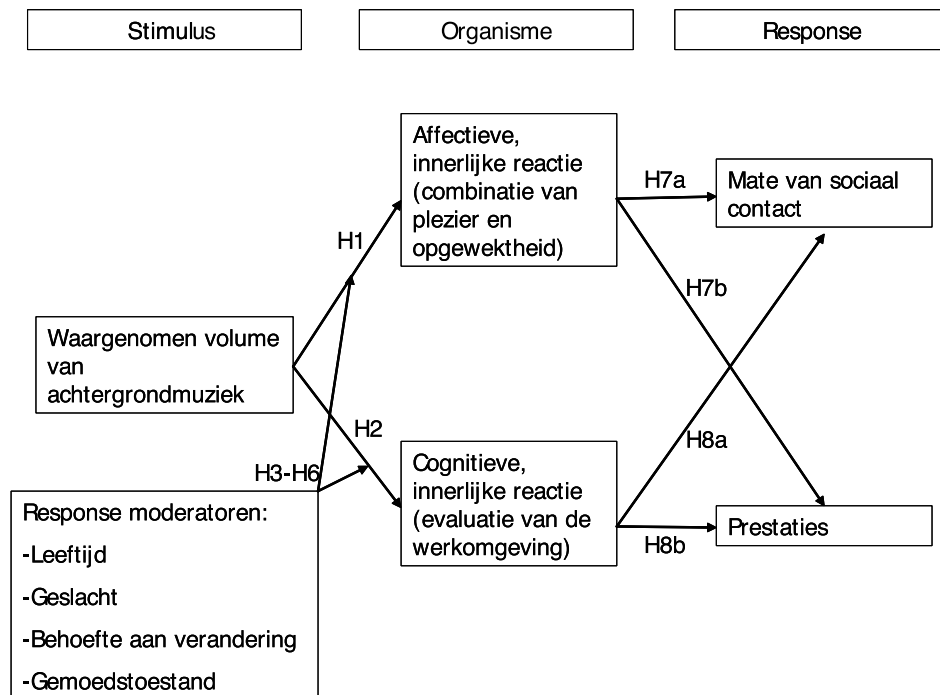 Stimulus
Organisme
Response
Affectieve,
innerlijke reactie
(combinatie van
plezier en
opgewektheid)
H7a
Mate van sociaal
contact
H1
H7b
Waargenomen volume
van
achtergrondmuziek
H2
H8a
H3-H6
Cognitieve,
innerlijke reactie
(evaluatie van de
werkomgeving)
H8b
Prestaties
Response moderatoren:
-Leeftijd
-Geslacht
-Behoefte aan verandering
-Gemoedstoestand